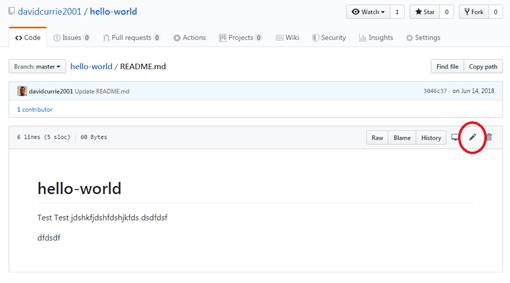 davidcurrie2001 / hello-world
Watch 1 Star 0 Fork 0
Code Issues 0 Pull requests 0 Actions Projects 0 Wiki Security Insights Settings
Branch: master hello-world / README.md Find file Copy path
davidcurrie2001 Update README.md 3046c37 on Jun 14, 2018
1 contributor
6 lines (5 sloc) 60 Bytes Raw Blame History
hello-world
Test Test jdshkfjdshfdshjkfds dsdfdsf
dfdsdf